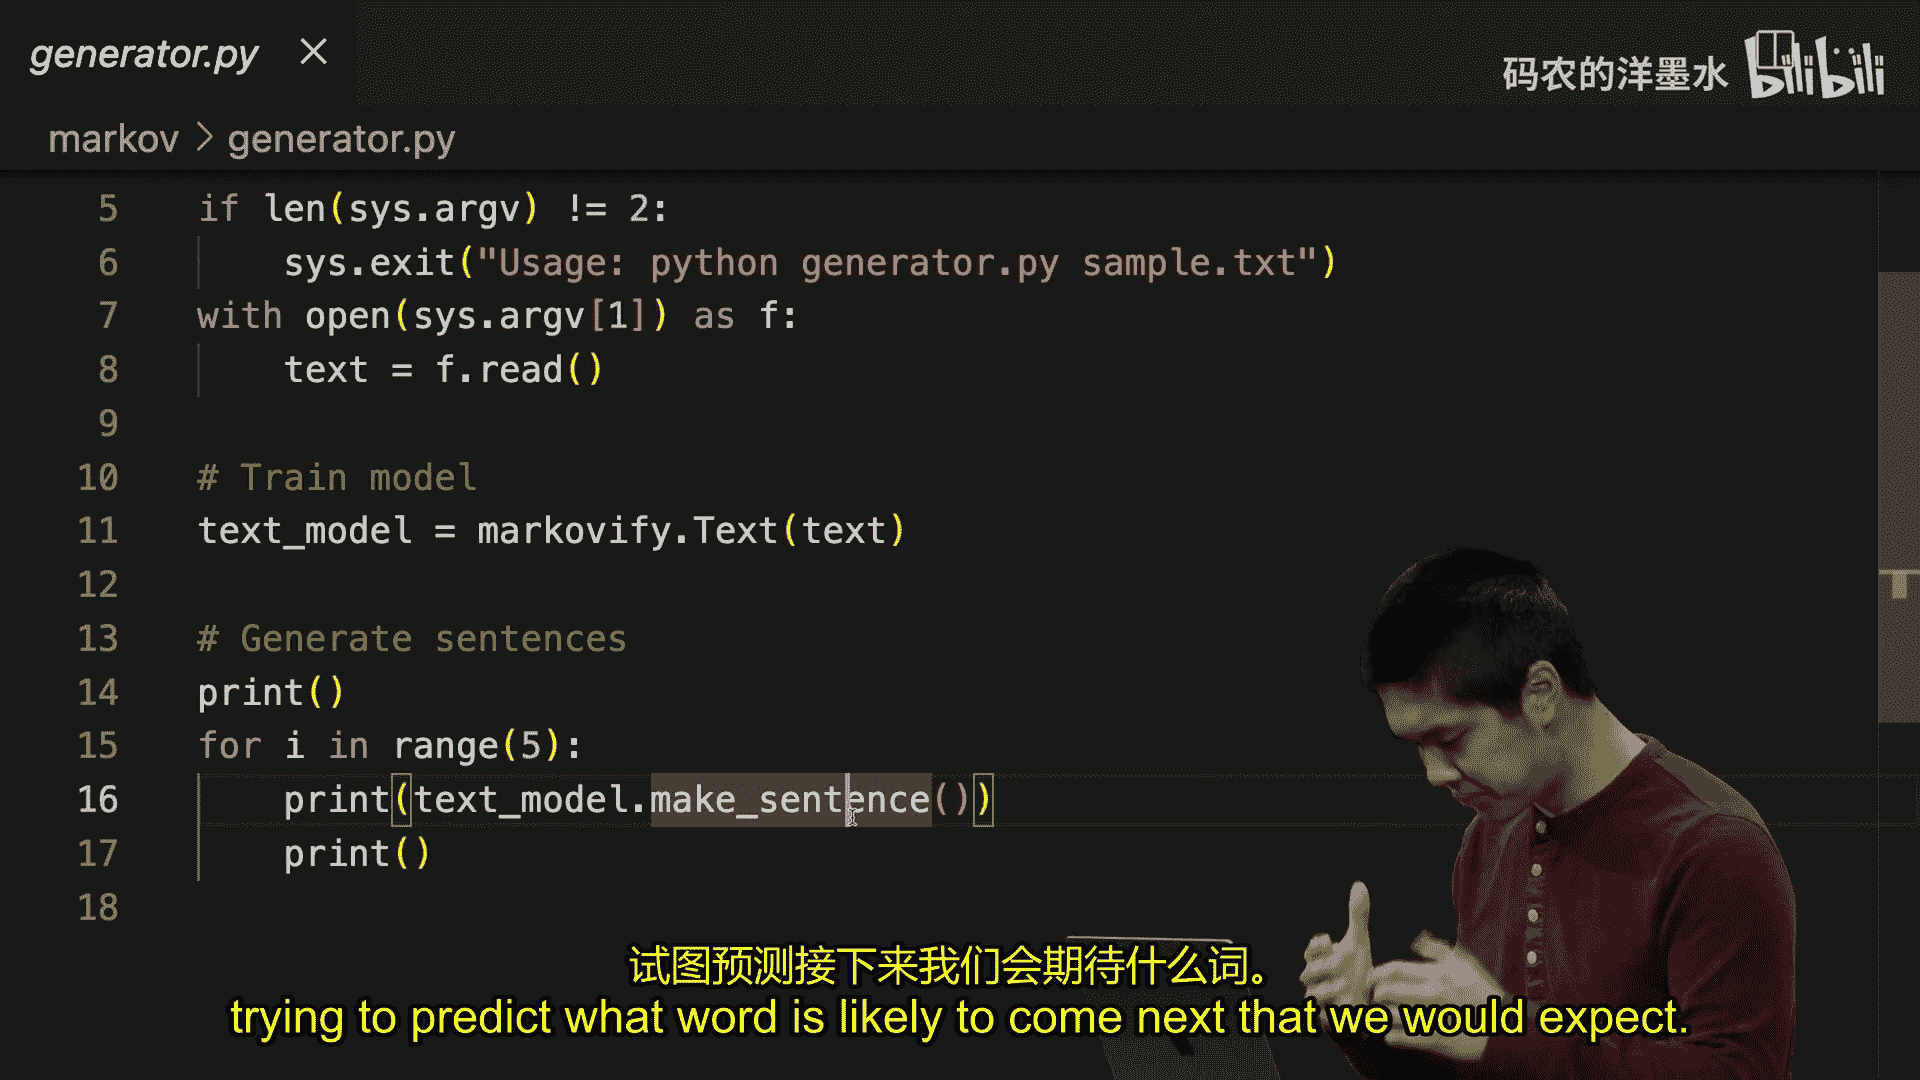 generator.py
码农的洋墨水 bilibili
markov > generator.py
5 if len(sys.argv) != 2:
6 sys.exit("Usage: python generator.py sample.txt")
7 with open(sys.argv[1]) as f:
8 text = f.read()
9
10 # Train model
11 text_model = markovify.Text(text)
12
13 # Generate sentences
14 print()
15 for i in range(5):
16 print(text_model.make_sentence())
17 print()
18
试图预测接下来我们会期待什么词。
trying to predict what word is likely to come next that we would expect.